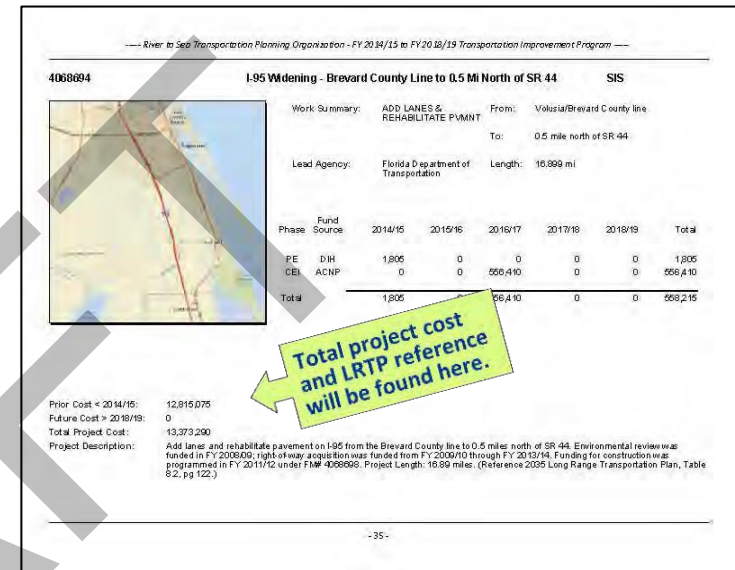 ---- River to Sea Transportation Planning Organization - FY 2014/15 to FY 2018/19 Transportation Improvement Program ----
4068694 I-95 Widening - Brevard County Line to 0.5 Mi North of SR 44 SIS
Work Summary: ADD LANES & REHABILITATE PVMNT From: Volusia/Brevard County line
To: 0.5 mile north of SR 44
Lead Agency: Florida Department of Transportation Length: 16.899 mi
Phase Fund Source 2014/15 2015/16 2016/17 2017/18 2018/19 Total
PE DIH 1,805 0 0 0 0 1,805
CEI ACNP 0 0 556,410 0 0 556,410
Total 1,805 0 556,410 0 0 558,215
Total project cost
and LRTP reference
will be found here.
Prior Cost < 2014/15: 12,815,075
Future Cost > 2018/19: 0
Total Project Cost: 13,373,290
Project Description: Add lanes and rehabilitate pavement on I-95 from the Brevard County line to 0.5 miles north of SR 44. Environmental review was
funded in FY 2008/09; right-of-way acquisition was funded from FY 2009/10 through FY 2013/14. Funding for construction was
programmed in FY 2011/12 under FM# 4068698. Project Length: 16.89 miles. (Reference 2035 Long Range Transportation Plan, Table
8.2, pg 122.)
- 35 -